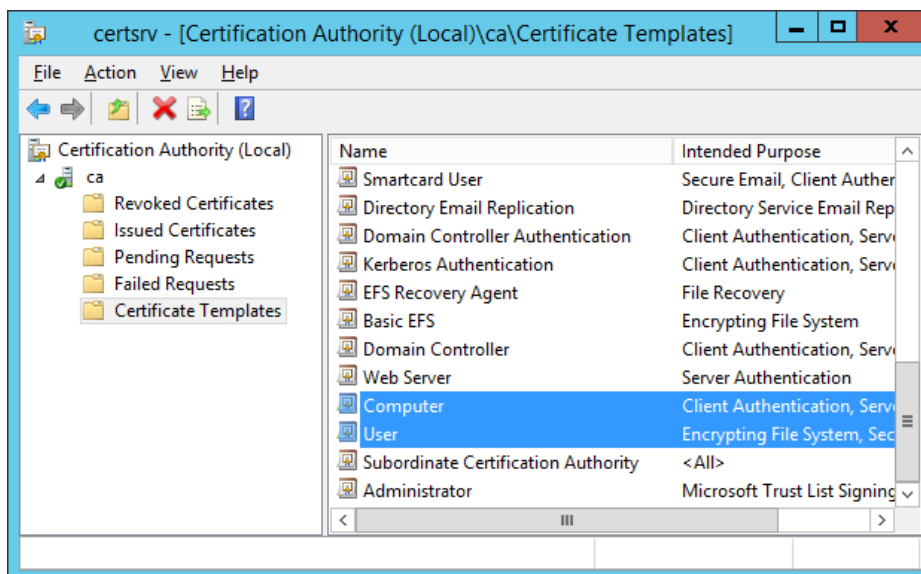 certsrv - [Certification Authority (Local)\ca\Certificate Templates]
File Action View Help
Certification Authority (Local)
ca
Revoked Certificates
Issued Certificates
Pending Requests
Failed Requests
Certificate Templates
Name Intended Purpose
Smartcard User Secure Email, Client Auther
Directory Email Replication Directory Service Email Rep
Domain Controller Authentication Client Authentication, Serv
Kerberos Authentication Client Authentication, Serv
EFS Recovery Agent File Recovery
Basic EFS Encrypting File System
Domain Controller Client Authentication, Serv
Web Server Server Authentication
Computer Client Authentication, Serv
User Encrypting File System, Sec
Subordinate Certification Authority <All>
Administrator Microsoft Trust List Signing